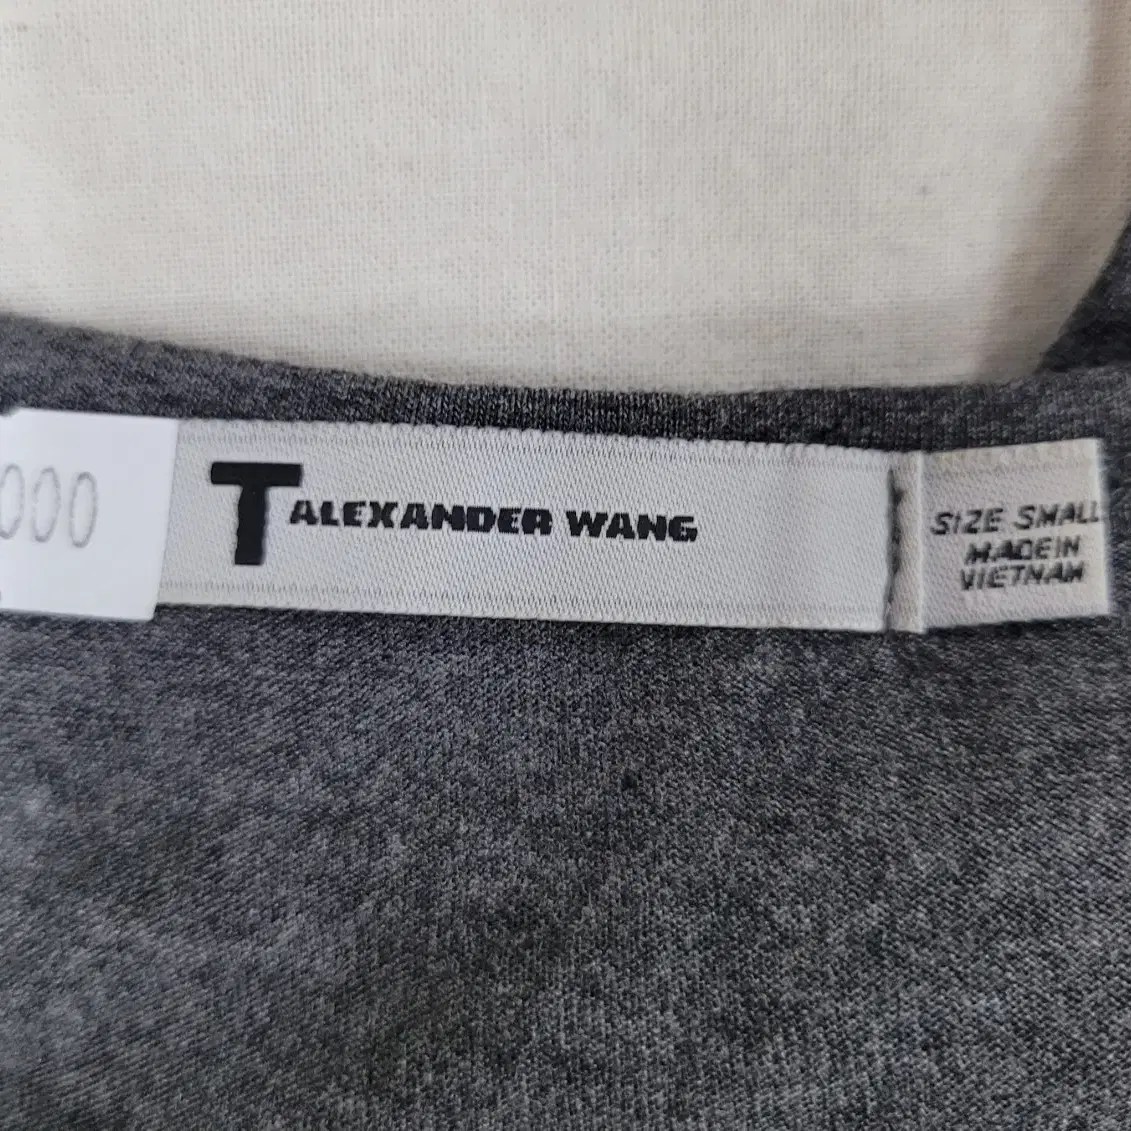 000
T ALEXANDER WANG
SIZE SMALL
MADE IN
VIETNAM